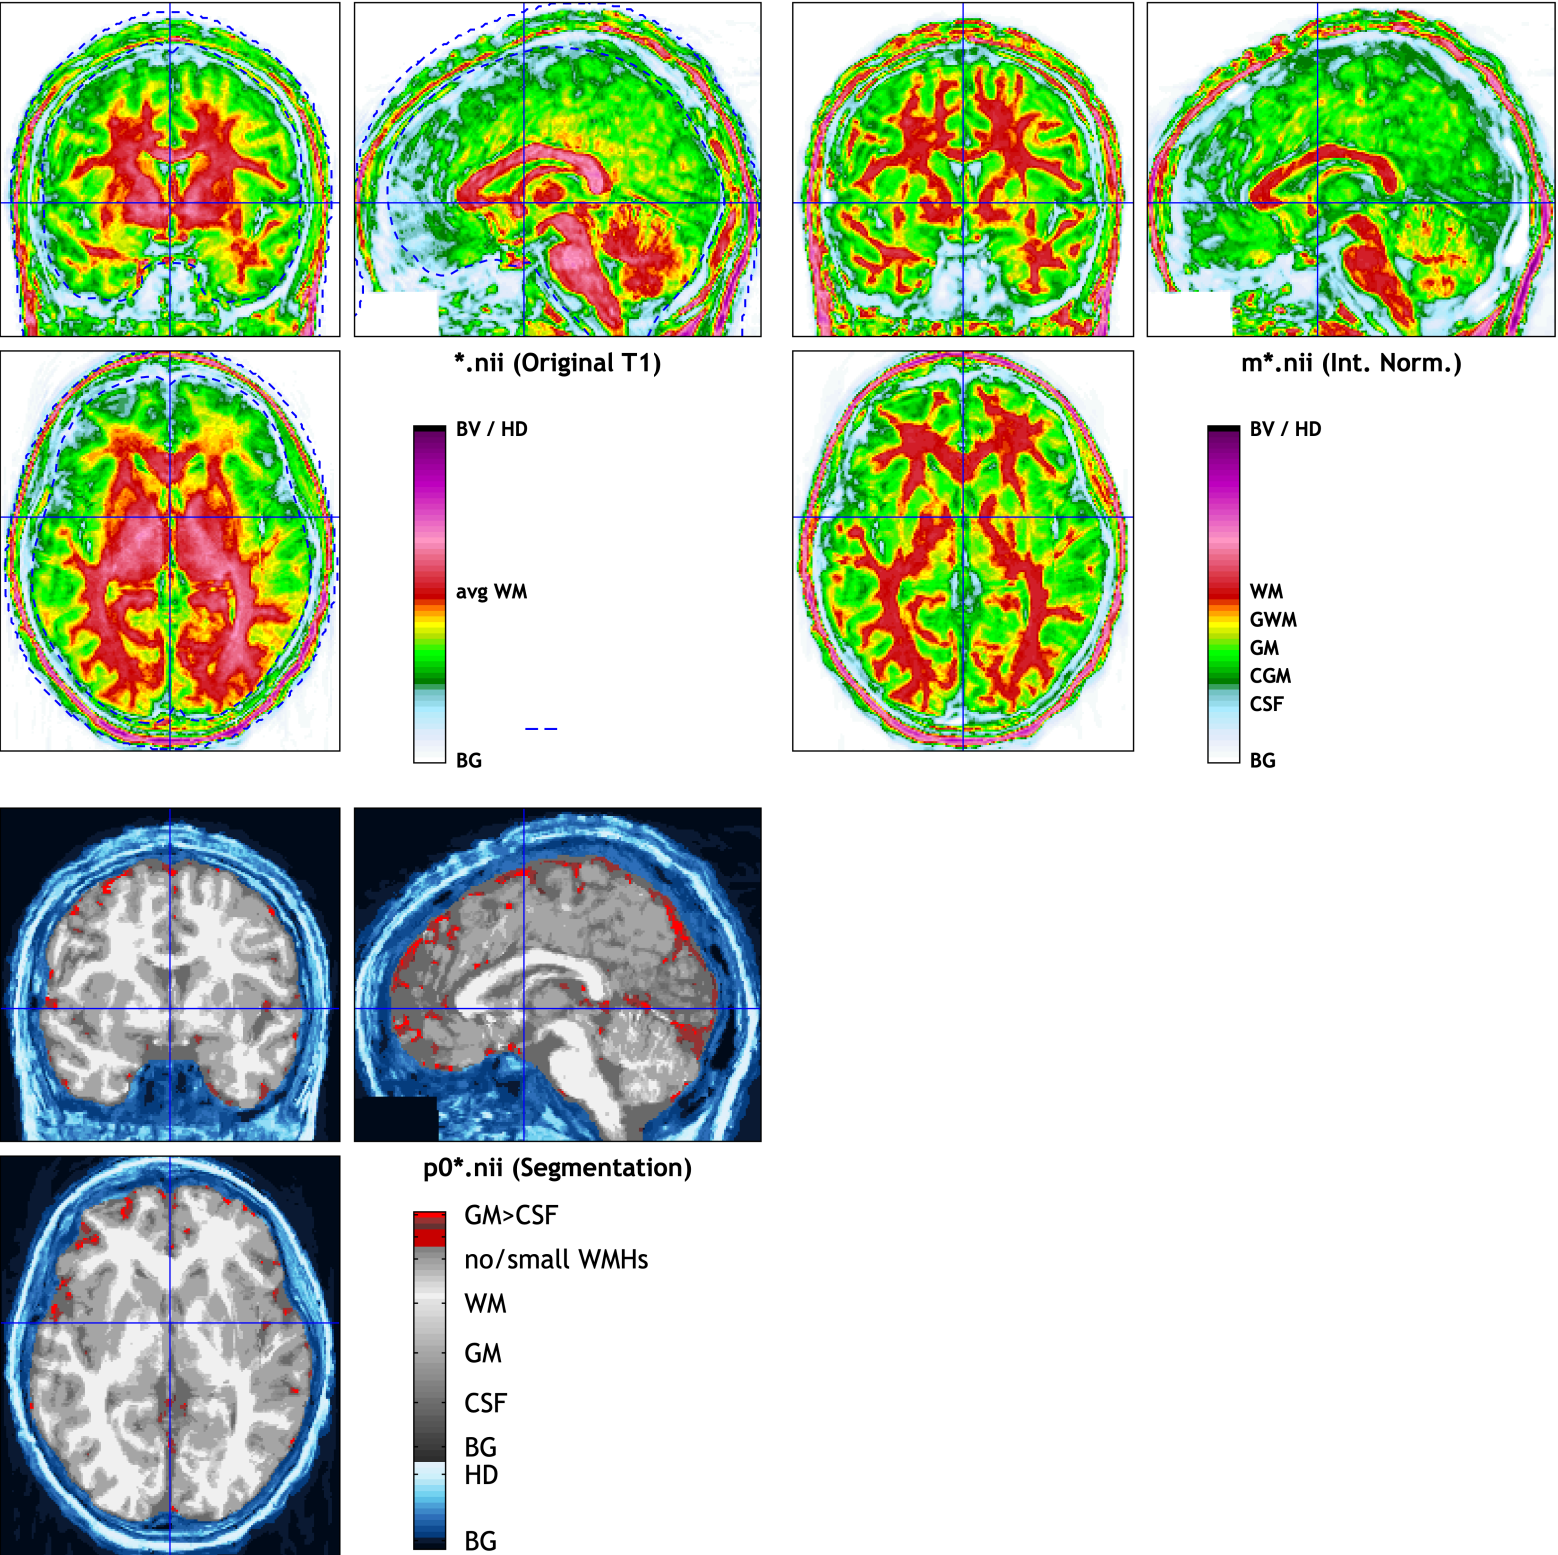 *.nii (Original T1)
BV / HD
avg WM
BG
m*.nii (Int. Norm.)
BV / HD
WM
GWM
GM
CGM
CSF
BG
p0*.nii (Segmentation)
GM>CSF
no/small WMHs
WM
GM
CSF
BG
HD
BG